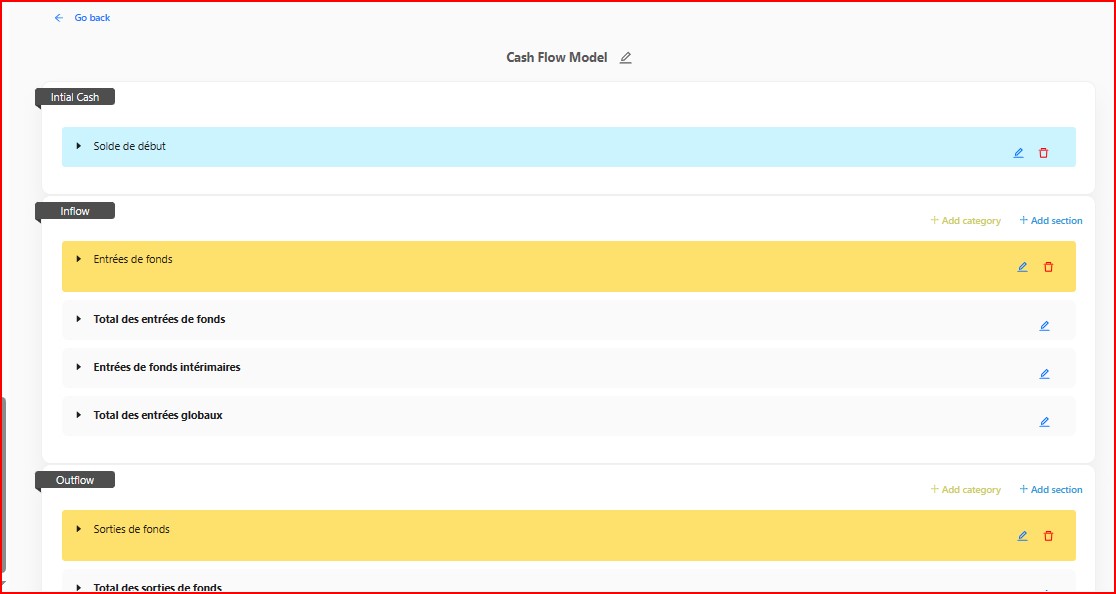 Go back
Cash Flow Model
Intial Cash
Solde de début
Inflow
+ Add category + Add section
Entrées de fonds
Total des entrées de fonds
Entrées de fonds intérimaires
Total des entrées globaux
Outflow
+ Add category + Add section
Sorties de fonds
Total des sorties de fonds